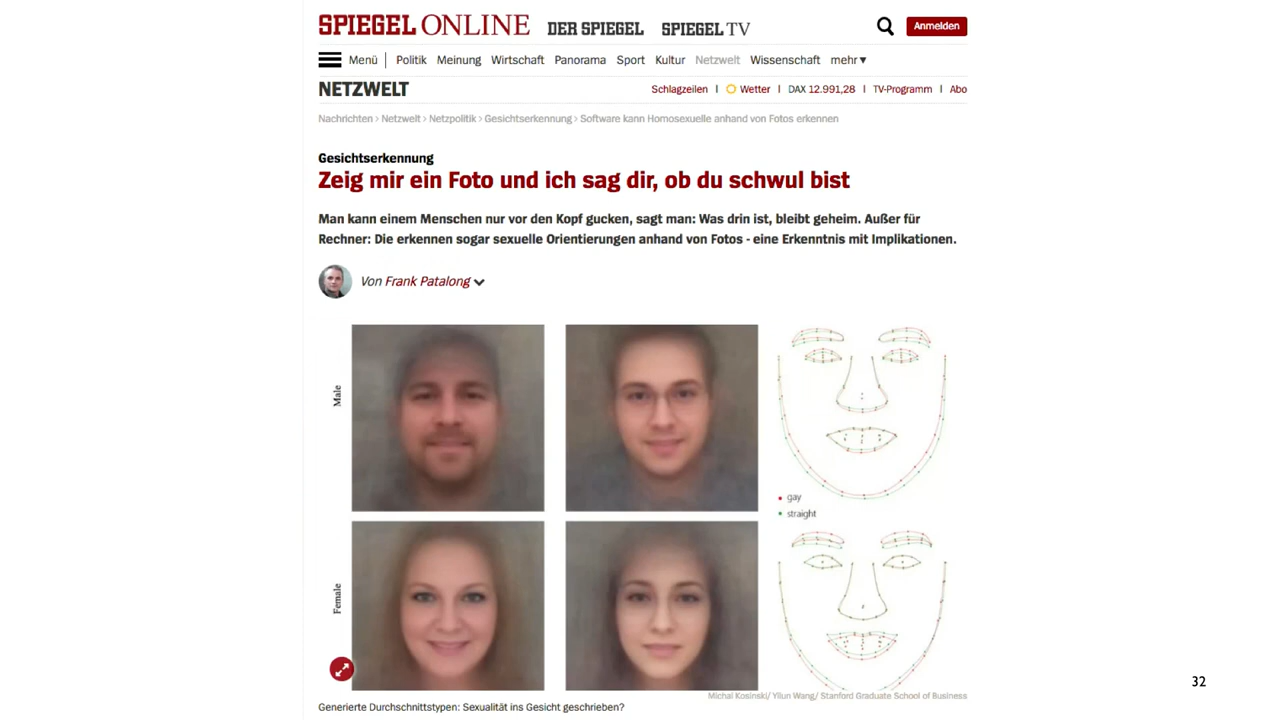 SPIEGEL ONLINE DER SPIEGEL SPIEGEL TV Anmelden
Menü Politik Meinung Wirtschaft Panorama Sport Kultur Netzwelt Wissenschaft mehr
NETZWELT Schlagzeilen | Wetter | DAX 12.991,28 | TV-Programm | Abo
Nachrichten > Netzwelt > Netzpolitik > Gesichtserkennung > Software kann Homosexuelle anhand von Fotos erkennen
Gesichtserkennung
Zeig mir ein Foto und ich sag dir, ob du schwul bist
Man kann einem Menschen nur vor den Kopf gucken, sagt man: Was drin ist, bleibt geheim. Außer für
Rechner: Die erkennen sogar sexuelle Orientierungen anhand von Fotos - eine Erkenntnis mit Implikationen.
Von Frank Patalong
Male
gay
straight
Female
Michal Kosinski/ Yilun Wang/ Stanford Graduate School of Business
Generierte Durchschnittstypen: Sexualität ins Gesicht geschrieben?
32